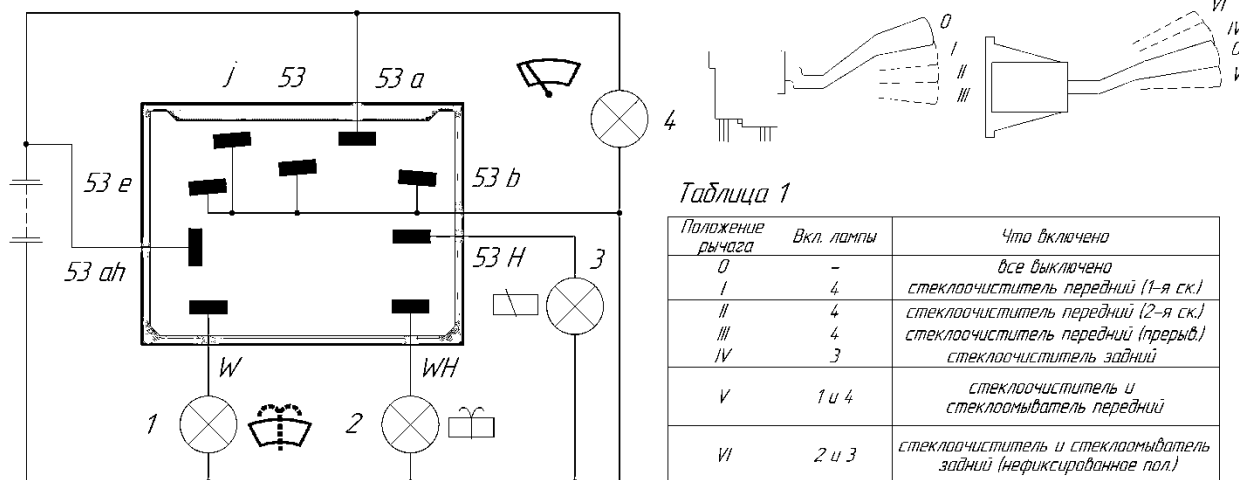 j 53 53 a
4
53 e
53 b
53 ah
53 H 3
W WH
1 2
0
I
II
III
VI
IV
V
Таблица 1
Положение рычага Вкл. лампы Что включено
0 - все выключено
I 4 стеклоочиститель передний (1-я ск.)
II 4 стеклоочиститель передний (2-я ск.)
III 4 стеклоочиститель передний (прерыв.)
IV 3 стеклоочиститель задний
V 1 и 4 стеклоочиститель и
стеклоомыватель передний
VI 2 и 3 стеклоочиститель и стеклоомыватель
задний (нефиксированное пол.)